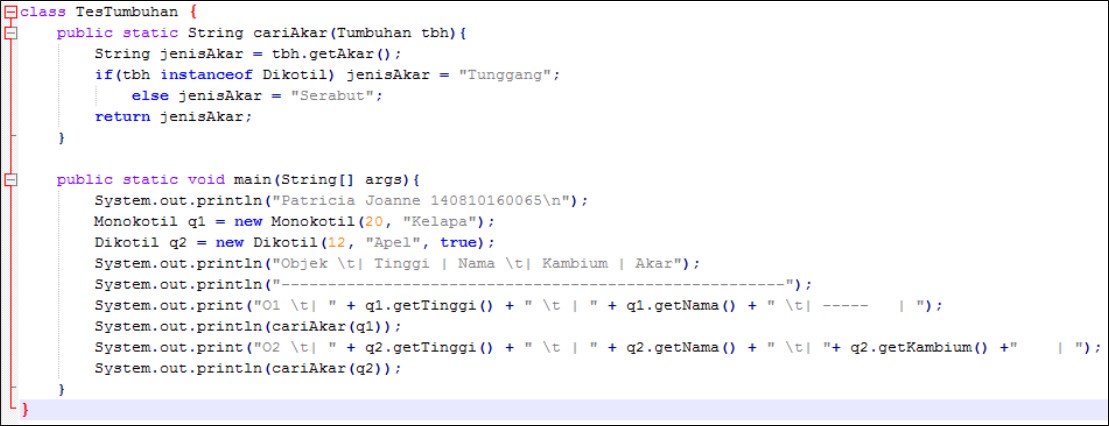 class TesTumbuhan {
    public static String cariAkar(Tumbuhan tbh){
        String jenisAkar = tbh.getAkar();
        if(tbh instanceof Dikotil) jenisAkar = "Tunggang";
            else jenisAkar = "Serabut";
        return jenisAkar;
    }
    public static void main(String[] args){
        System.out.println("Patricia Joanne 140810160065\n");
        Monokotil q1 = new Monokotil(20, "Kelapa");
        Dikotil q2 = new Dikotil(12, "Apel", true);
        System.out.println("Objek \t| Tinggi | Nama \t| Kambium | Akar");
        System.out.println("------------------------------------------------------");
        System.out.print("O1 \t| " + q1.getTinggi() + " \t | " + q1.getNama() + " \t| -----   | ");
        System.out.println(cariAkar(q1));
        System.out.print("O2 \t| " + q2.getTinggi() + " \t | " + q2.getNama() + " \t| "+ q2.getKambium() +"    | ");
        System.out.println(cariAkar(q2));
    }
}